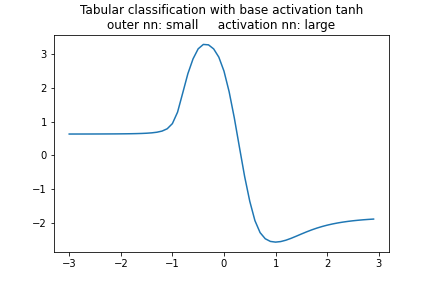 Tabular classification with base activation tanh
outer nn: small     activation nn: large
3
2
1
0
−1
−2
−3 −2 −1 0 1 2 3